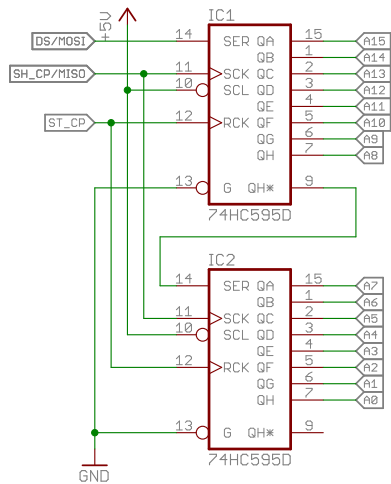 +5V
IC1
DS/MOSI 14 SER QA 15 A15
QB 1 A14
SH_CP/MISO 11 SCK QC 2 A13
10 SCL QD 3 A12
QE 4 A11
ST_CP 12 RCK QF 5 A10
QG 6 A9
QH 7 A8
13 G QH* 9
74HC595D
IC2
14 SER QA 15 A7
QB 1 A6
11 SCK QC 2 A5
10 SCL QD 3 A4
QE 4 A3
12 RCK QF 5 A2
QG 6 A1
QH 7 A0
13 G QH* 9
74HC595D
GND